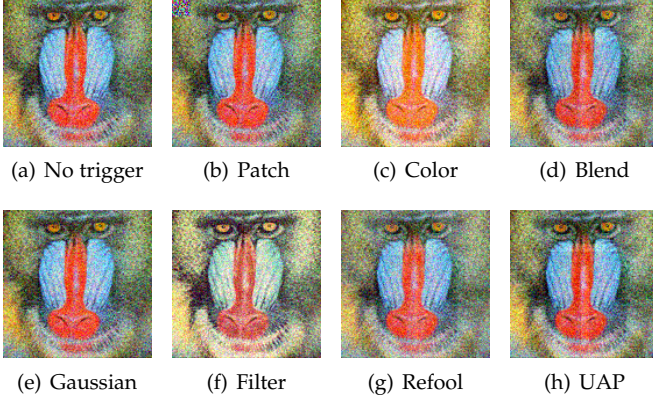 (a) No trigger (b) Patch (c) Color (d) Blend
(e) Gaussian (f) Filter (g) Refool (h) UAP